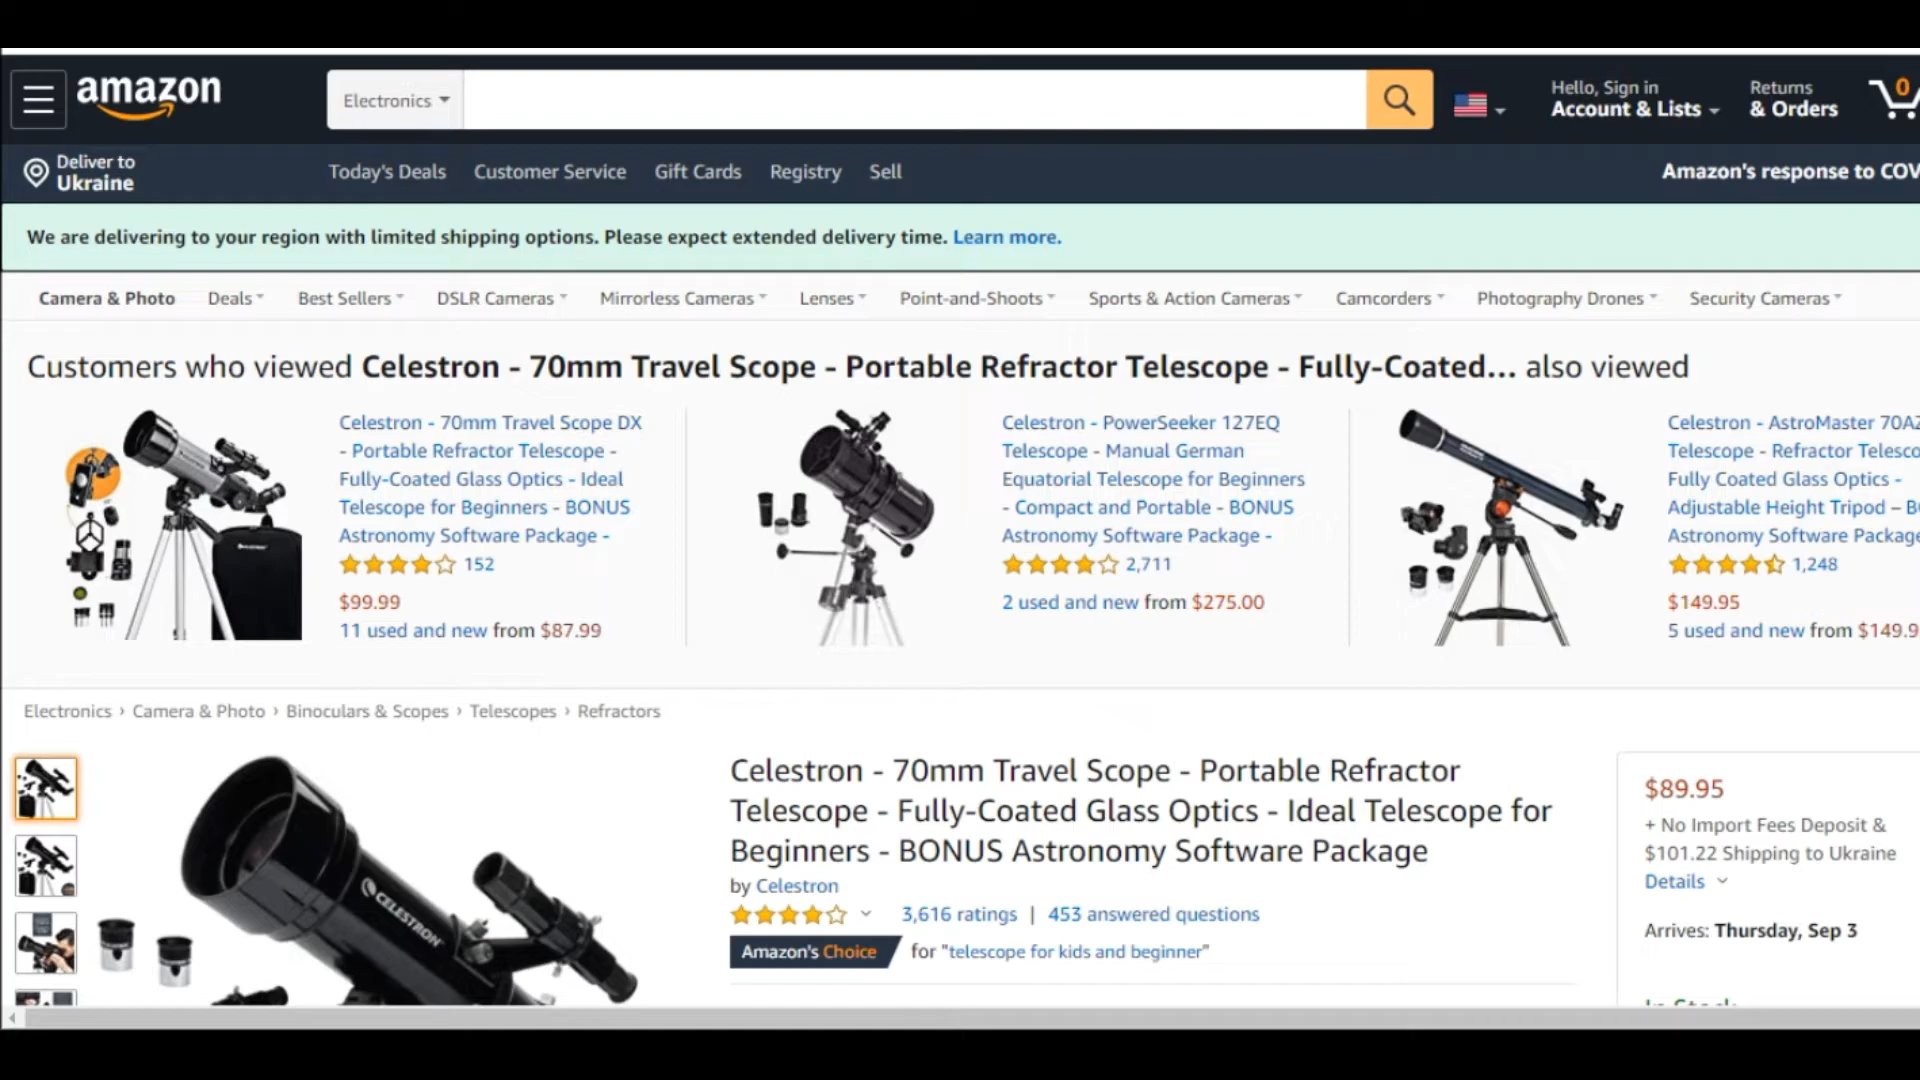 amazon
Electronics
Hello, Sign in
Account & Lists
Returns
& Orders
0
Deliver to
Ukraine
Today's Deals
Customer Service
Gift Cards
Registry
Sell
Amazon's response to COV
We are delivering to your region with limited shipping options. Please expect extended delivery time. Learn more.
Camera & Photo
Deals
Best Sellers
DSLR Cameras
Mirrorless Cameras
Lenses
Point-and-Shoots
Sports & Action Cameras
Camcorders
Photography Drones
Security Cameras
Customers who viewed Celestron - 70mm Travel Scope - Portable Refractor Telescope - Fully-Coated... also viewed
Celestron - 70mm Travel Scope DX
- Portable Refractor Telescope -
Fully-Coated Glass Optics - Ideal
Telescope for Beginners - BONUS
Astronomy Software Package -
152
$99.99
11 used and new from $87.99
Celestron - PowerSeeker 127EQ
Telescope - Manual German
Equatorial Telescope for Beginners
- Compact and Portable - BONUS
Astronomy Software Package -
2,711
2 used and new from $275.00
Celestron - AstroMaster 70AZ
Telescope - Refractor Telesco
Fully Coated Glass Optics -
Adjustable Height Tripod – B
Astronomy Software Package
1,248
$149.95
5 used and new from $149.9
Electronics › Camera & Photo › Binoculars & Scopes › Telescopes › Refractors
CELESTRON
Celestron - 70mm Travel Scope - Portable Refractor
Telescope - Fully-Coated Glass Optics - Ideal Telescope for
Beginners - BONUS Astronomy Software Package
by Celestron
3,616 ratings | 453 answered questions
Amazon's Choice for "telescope for kids and beginner"
$89.95
+ No Import Fees Deposit &
$101.22 Shipping to Ukraine
Details
Arrives: Thursday, Sep 3
In Stock